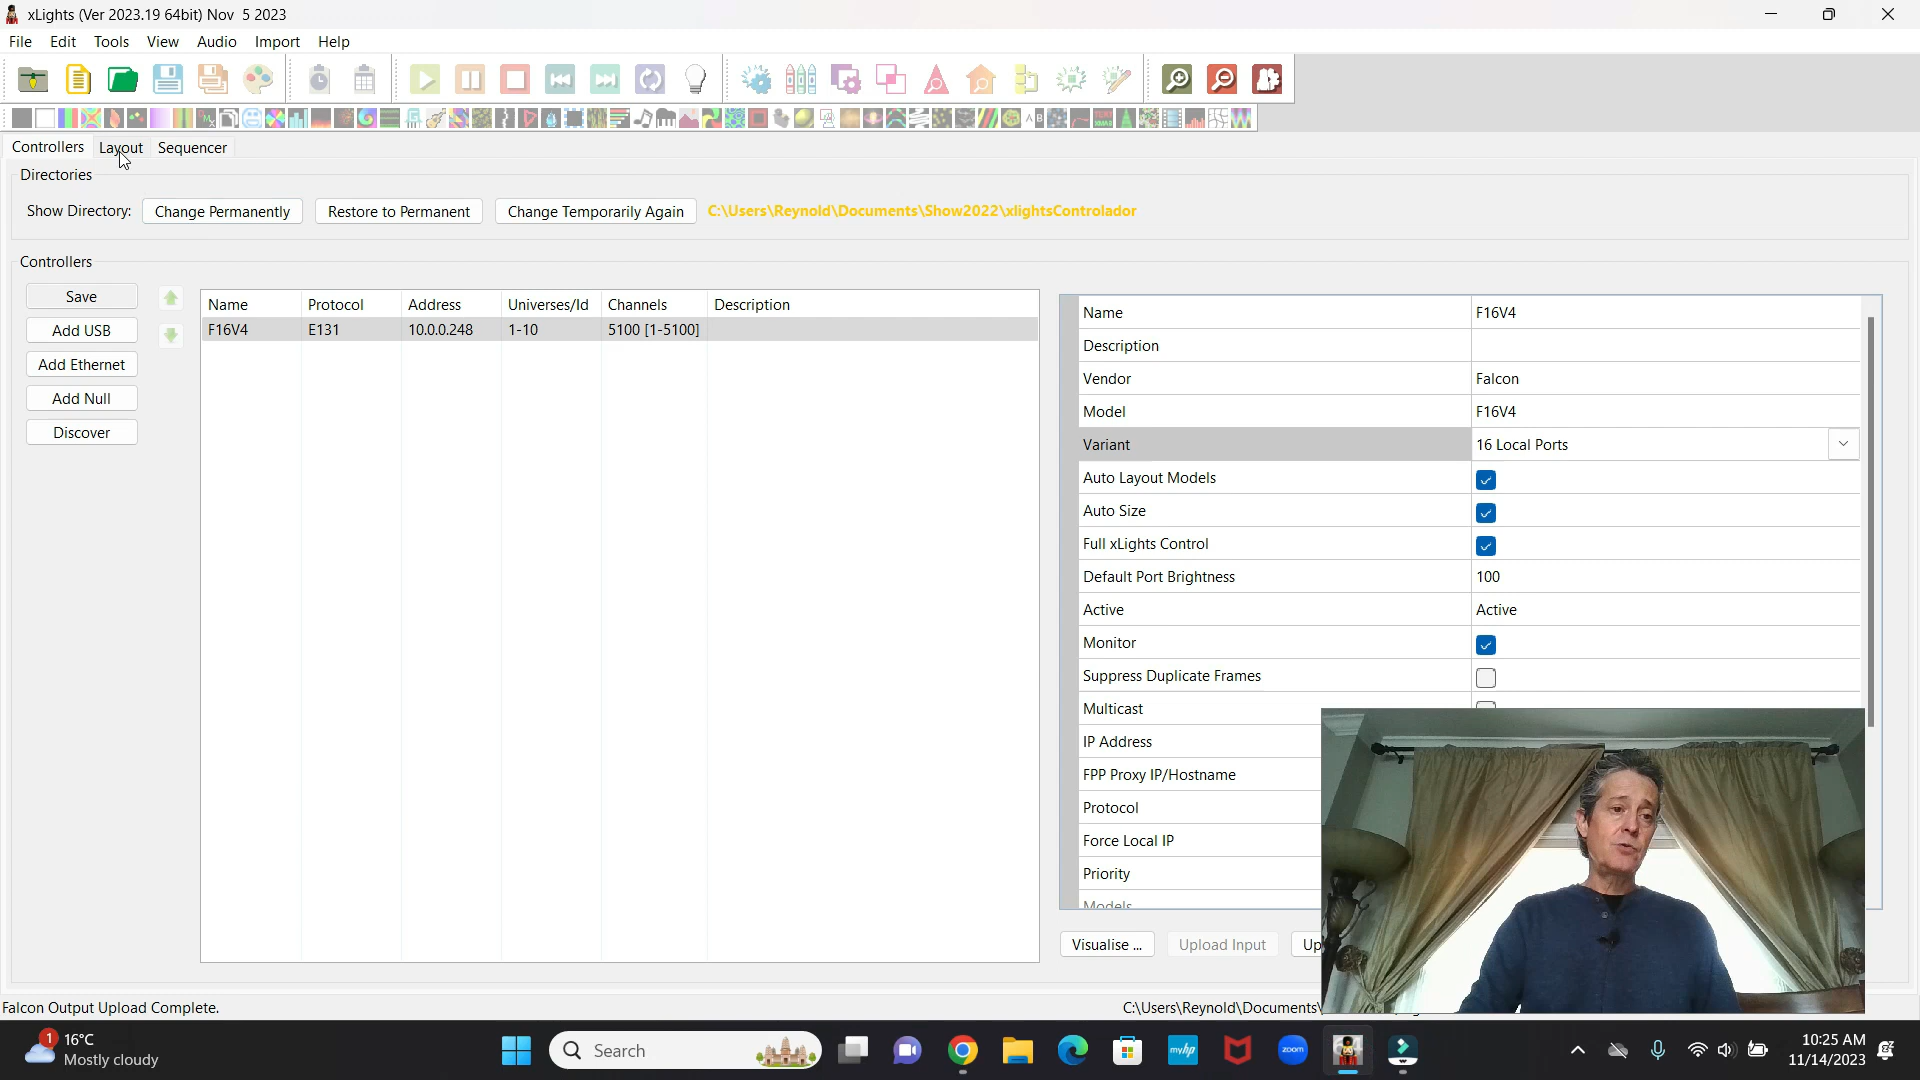 xLights (Ver 2023.19 64bit) Nov 5 2023
File Edit Tools View Audio Import Help
Controllers Layout Sequencer
Directories
Show Directory: Change Permanently Restore to Permanent Change Temporarily Again C:\Users\Reynold\Documents\Show2022\xlightsControlador
Controllers
Save
Add USB
Add Ethernet
Add Null
Discover
Name Protocol Address Universes/Id Channels Description
F16V4 E131 10.0.0.248 1-10 5100 [1-5100]
Name F16V4
Description
Vendor Falcon
Model F16V4
Variant 16 Local Ports
Auto Layout Models
Auto Size
Full xLights Control
Default Port Brightness 100
Active Active
Monitor
Suppress Duplicate Frames
Multicast
IP Address
FPP Proxy IP/Hostname
Protocol
Force Local IP
Priority
Models
Visualise ... Upload Input Up
Falcon Output Upload Complete. C:\Users\Reynold\Documents\
1 16°C
Mostly cloudy
Search
myhp
zoom
10:25 AM
11/14/2023